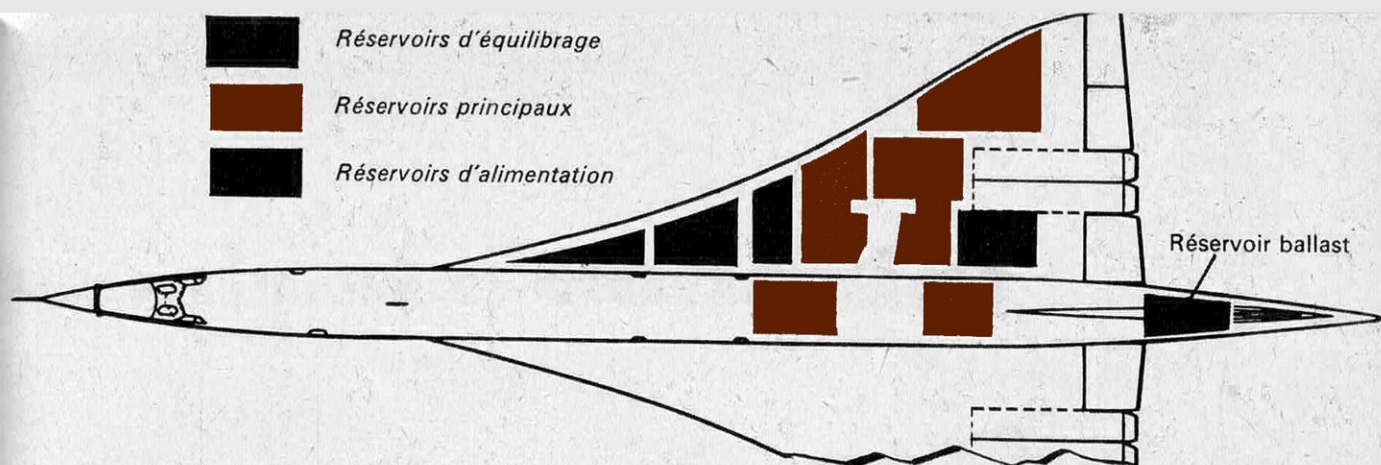 Réservoirs d'équilibrage
Réservoirs principaux
Réservoirs d'alimentation
Réservoir ballast